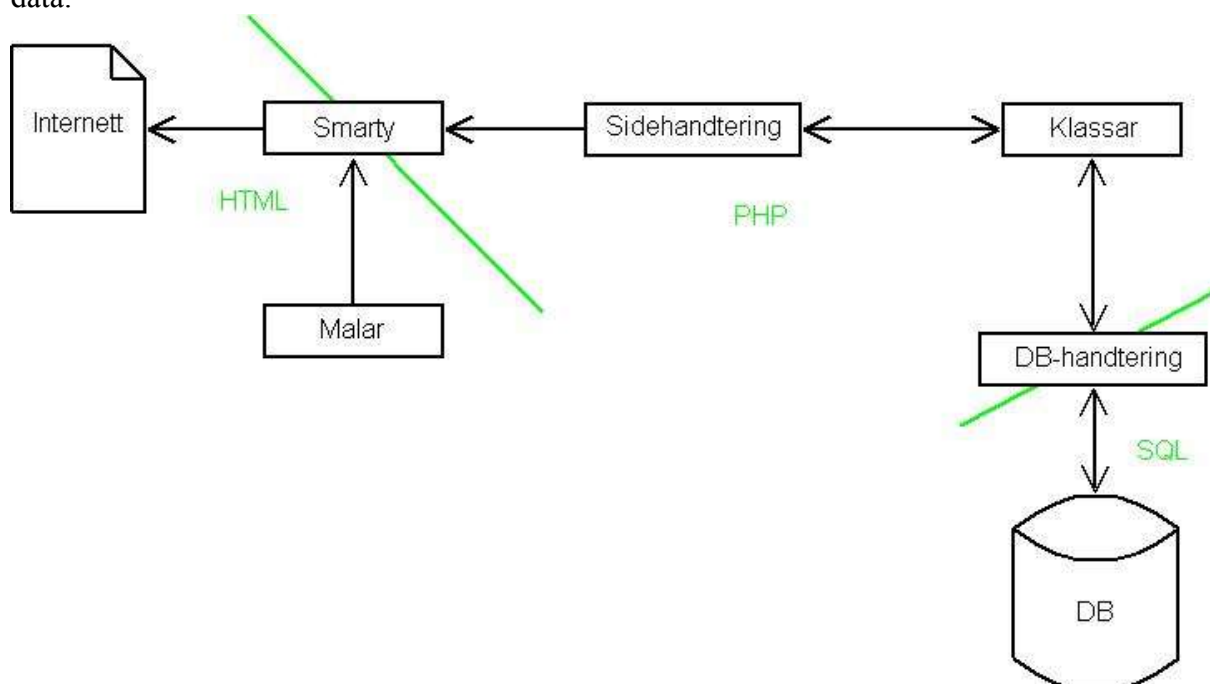 data.
Internett
Smarty
Sidehandtering
Klassar
HTML
PHP
Malar
DB-handtering
SQL
DB